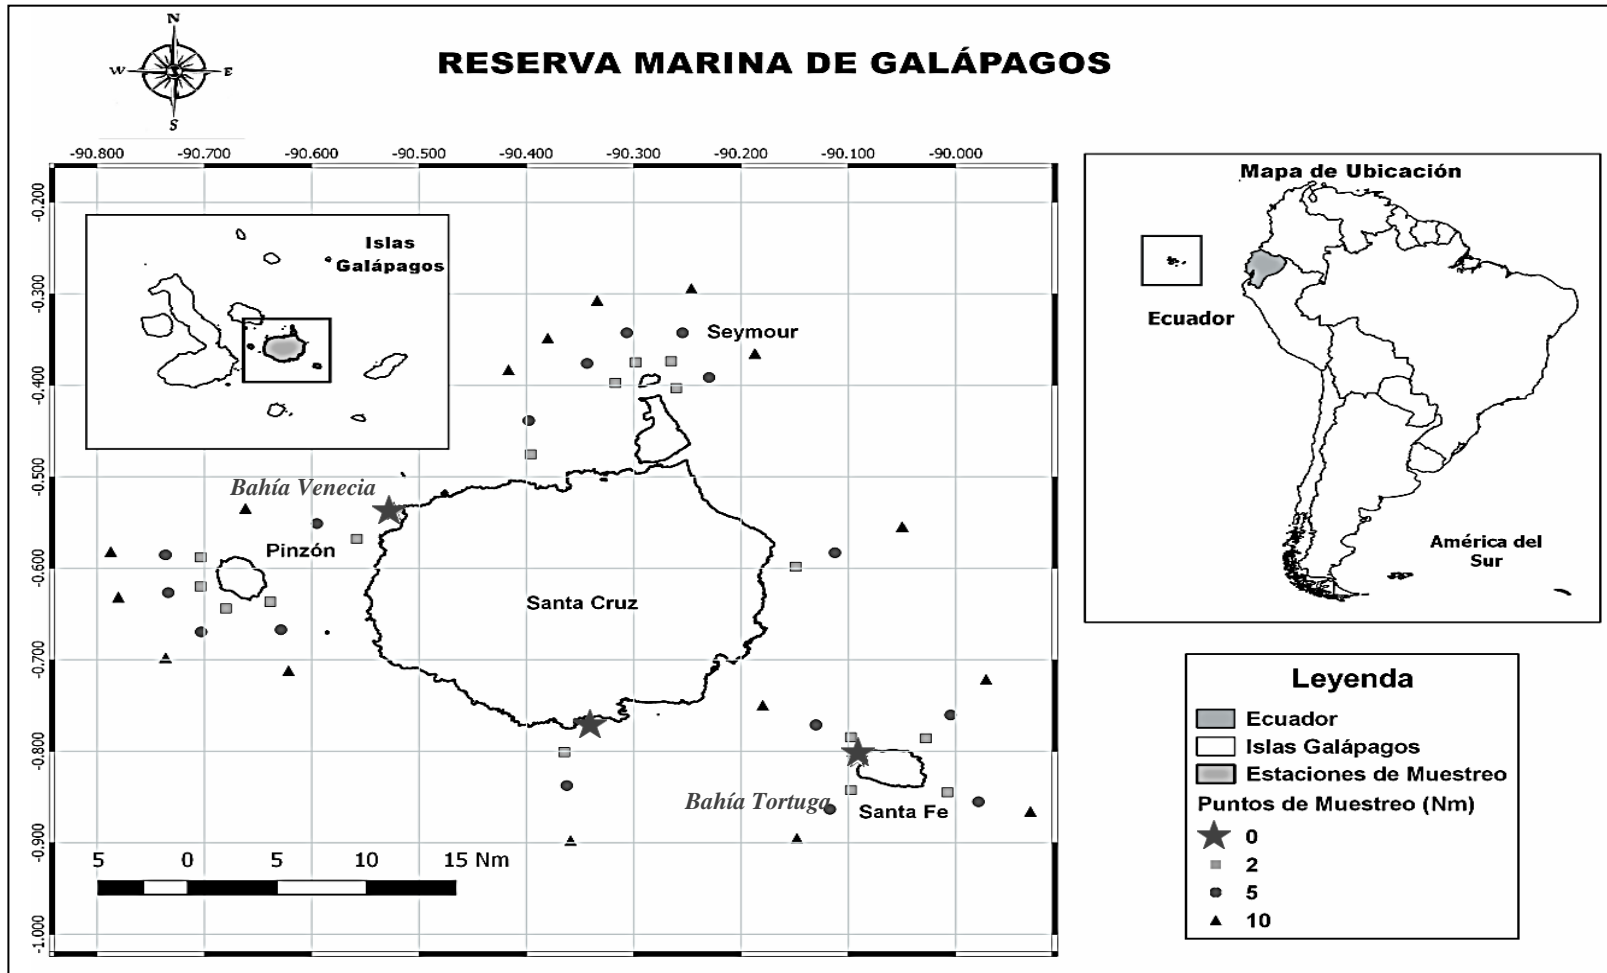 N
RESERVA MARINA DE GALÁPAGOS
W E
S
-90.800 -90.700 -90.600 -90.500 -90.400 -90.300 -90.200 -90.100 -90.000
-0.200
-0.300
-0.400
-0.500
-0.600
-0.700
-0.800
-0.900
-1.000
Islas
Galápagos
Seymour
Bahía Venecia
Pinzón
Santa Cruz
Bahía Tortuga
Santa Fe
5 0 5 10 15 Nm
Mapa de Ubicación
Ecuador
América del
Sur
Leyenda
Ecuador
Islas Galápagos
Estaciones de Muestreo
Puntos de Muestreo (Nm)
0
2
5
10